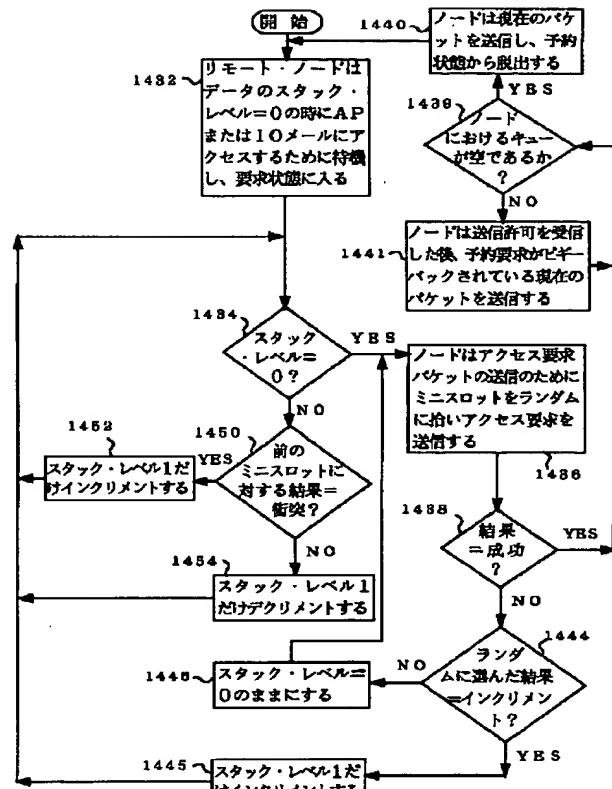 開 始
1432
リモート・ノードは
データのスタック・
レベル=0の時にAP
または10メールに
アクセスするために待機
し、要求状態に入る
1440
ノードは現在のパケ
ットを送信し、予約
状態から脱出する
YES
1439
ノード
におけるキュー
が空であるか
?
NO
1441
ノードは送信許可を受信
した後、予約要求がピギー
バックされている現在の
パケットを送信する
1434
スタック
・レベル=
0?
YES
NO
ノードはアクセス要求
パケットの送信のために
ミニスロットをランダム
に拾いアクセス要求を
送信する
1436
1452
スタック・レベル1だ
けインクリメントする
YES
1450
前の
ミニスロットに
対する結果=
衝突?
NO
1438
結果
=成功
?
YES
NO
1454
スタック・レベル1
だけデクリメントする
1446
スタック・レベル=
0のままにする
NO
1444
ランダ
ムに選んだ結果
=インクリメン
ト?
YES
1445
スタック・レベル1だ
けインクリメントする